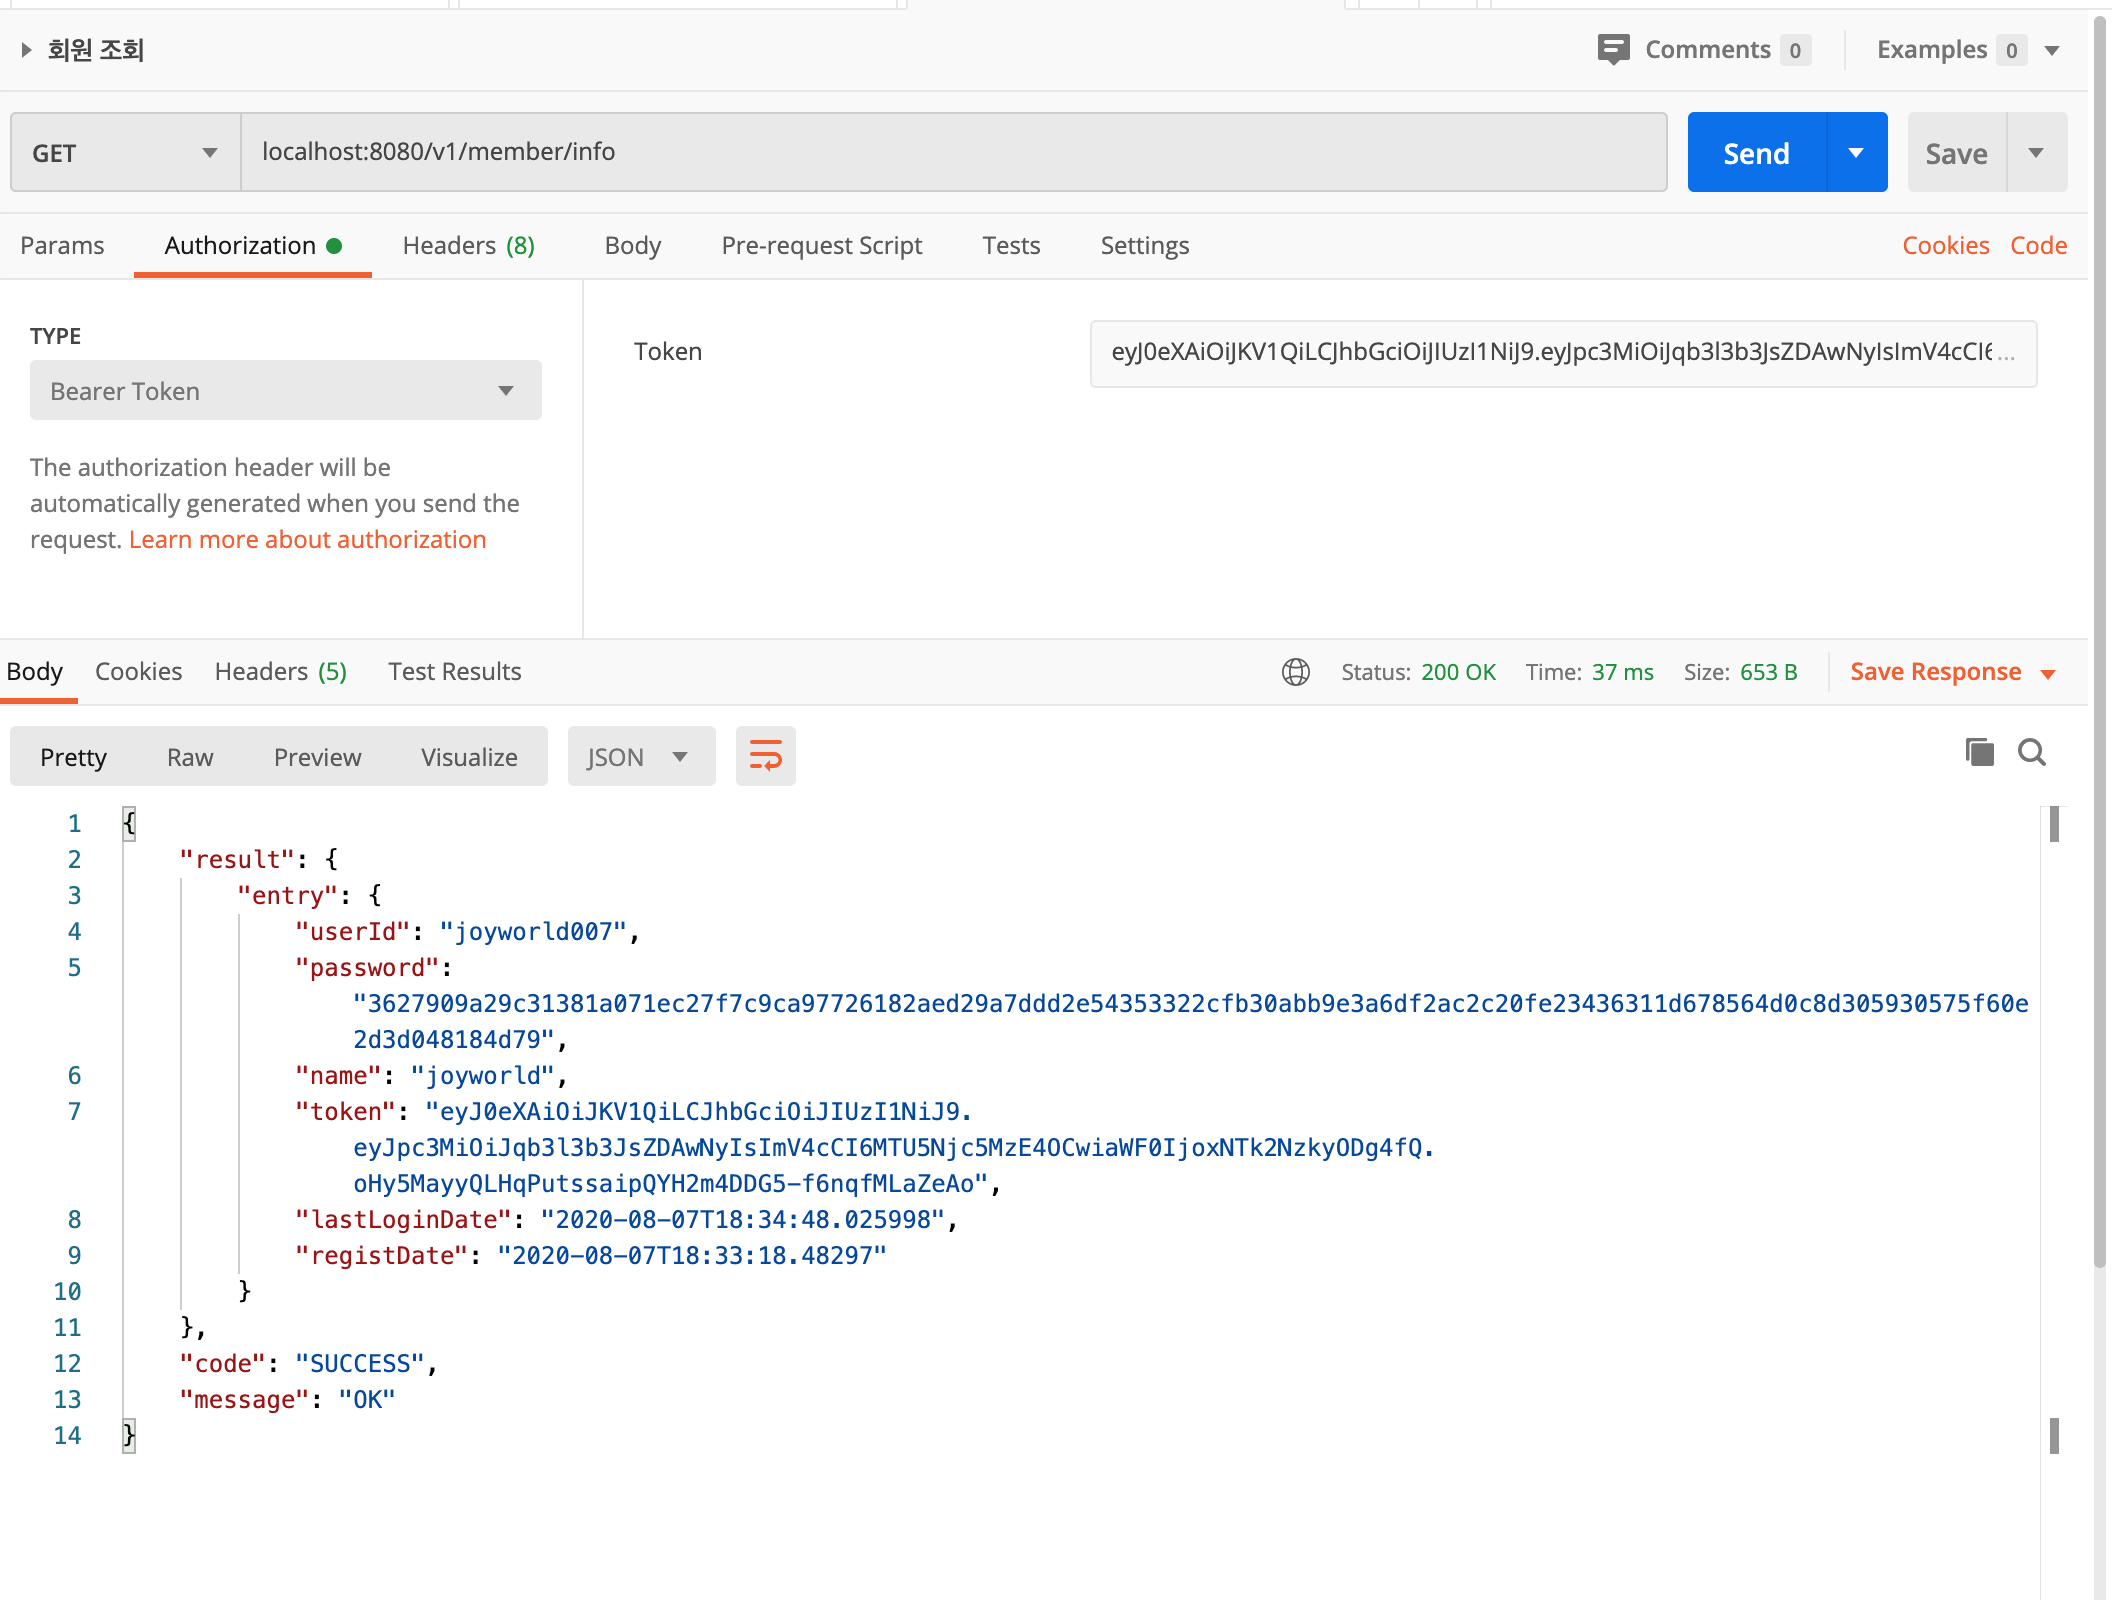 회원 조회
Comments 0
Examples 0
GET
localhost:8080/v1/member/info
Send
Save
Params
Authorization
Headers (8)
Body
Pre-request Script
Tests
Settings
Cookies
Code
TYPE
Bearer Token
The authorization header will be
automatically generated when you send the
request. Learn more about authorization
Token
eyJ0eXAiOiJKV1QiLCJhbGciOiJIUzI1NiJ9.eyJpc3MiOiJqb3l3b3JsZDAwNyIsImV4cCI6...
Body
Cookies
Headers (5)
Test Results
Status: 200 OK
Time: 37 ms
Size: 653 B
Save Response
Pretty
Raw
Preview
Visualize
JSON
1 {
2 "result": {
3 "entry": {
4 "userId": "joyworld007",
5 "password":
"3627909a29c31381a071ec27f7c9ca97726182aed29a7ddd2e54353322cfb30abb9e3a6df2ac2c20fe23436311d678564d0c8d305930575f60e
2d3d048184d79",
6 "name": "joyworld",
7 "token": "eyJ0eXAiOiJKV1QiLCJhbGciOiJIUzI1NiJ9.
eyJpc3MiOiJqb3l3b3JsZDAwNyIsImV4cCI6MTU5Njc5MzE4OCwiaWF0IjoxNTk2NzkyODg4fQ.
oHy5MayyQLHqPutssaipQYH2m4DDG5-f6nqfMLaZeAo",
8 "lastLoginDate": "2020-08-07T18:34:48.025998",
9 "registDate": "2020-08-07T18:33:18.48297"
10 }
11 },
12 "code": "SUCCESS",
13 "message": "OK"
14 }